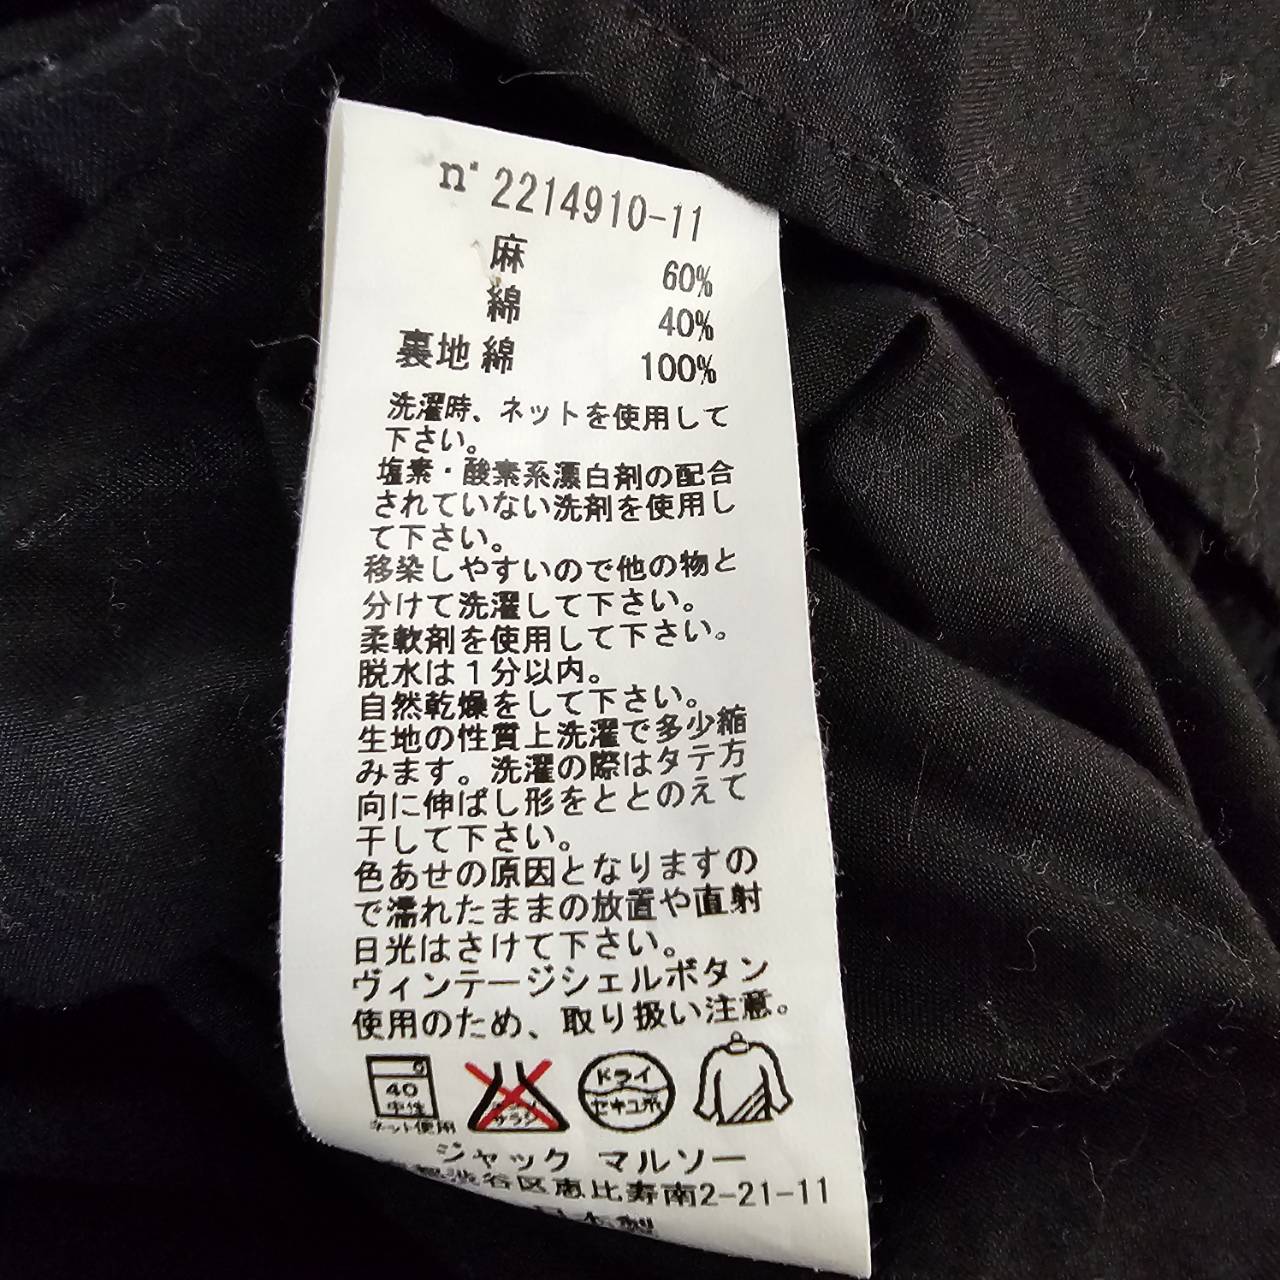 n° 2214910-11
麻 60%
綿 40%
裏地 綿 100%
洗濯時、ネットを使用して
下さい。
塩素・酸素系漂白剤の配合
されていない洗剤を使用し
て下さい。
移染しやすいので他の物と
分けて洗濯して下さい。
柔軟剤を使用して下さい。
脱水は1分以内。
自然乾燥をして下さい。
生地の性質上洗濯で多少縮
みます。洗濯の際はタテ方
向に伸ばし形をととのえて
干して下さい。
色あせの原因となりますの
で濡れたままの放置や直射
日光はさけて下さい。
ヴィンテージシェルボタン
使用のため、取り扱い注意。
40
中性
ネット使用
サラシ
ドライ
セキユ系
ジャック マルソー
都渋谷区恵比寿南2-21-11
日本製